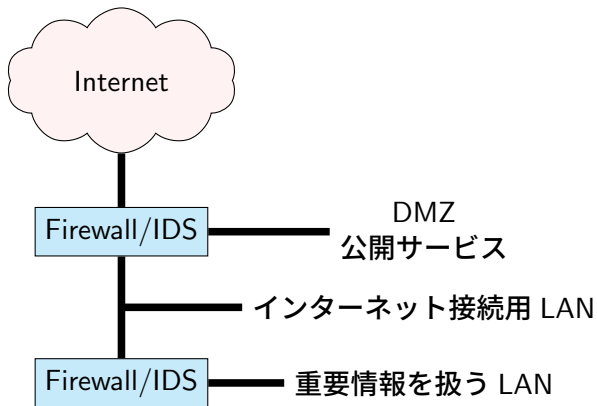 Internet
Firewall/IDS
DMZ
公開サービス
インターネット接続用 LAN
Firewall/IDS
重要情報を扱う LAN